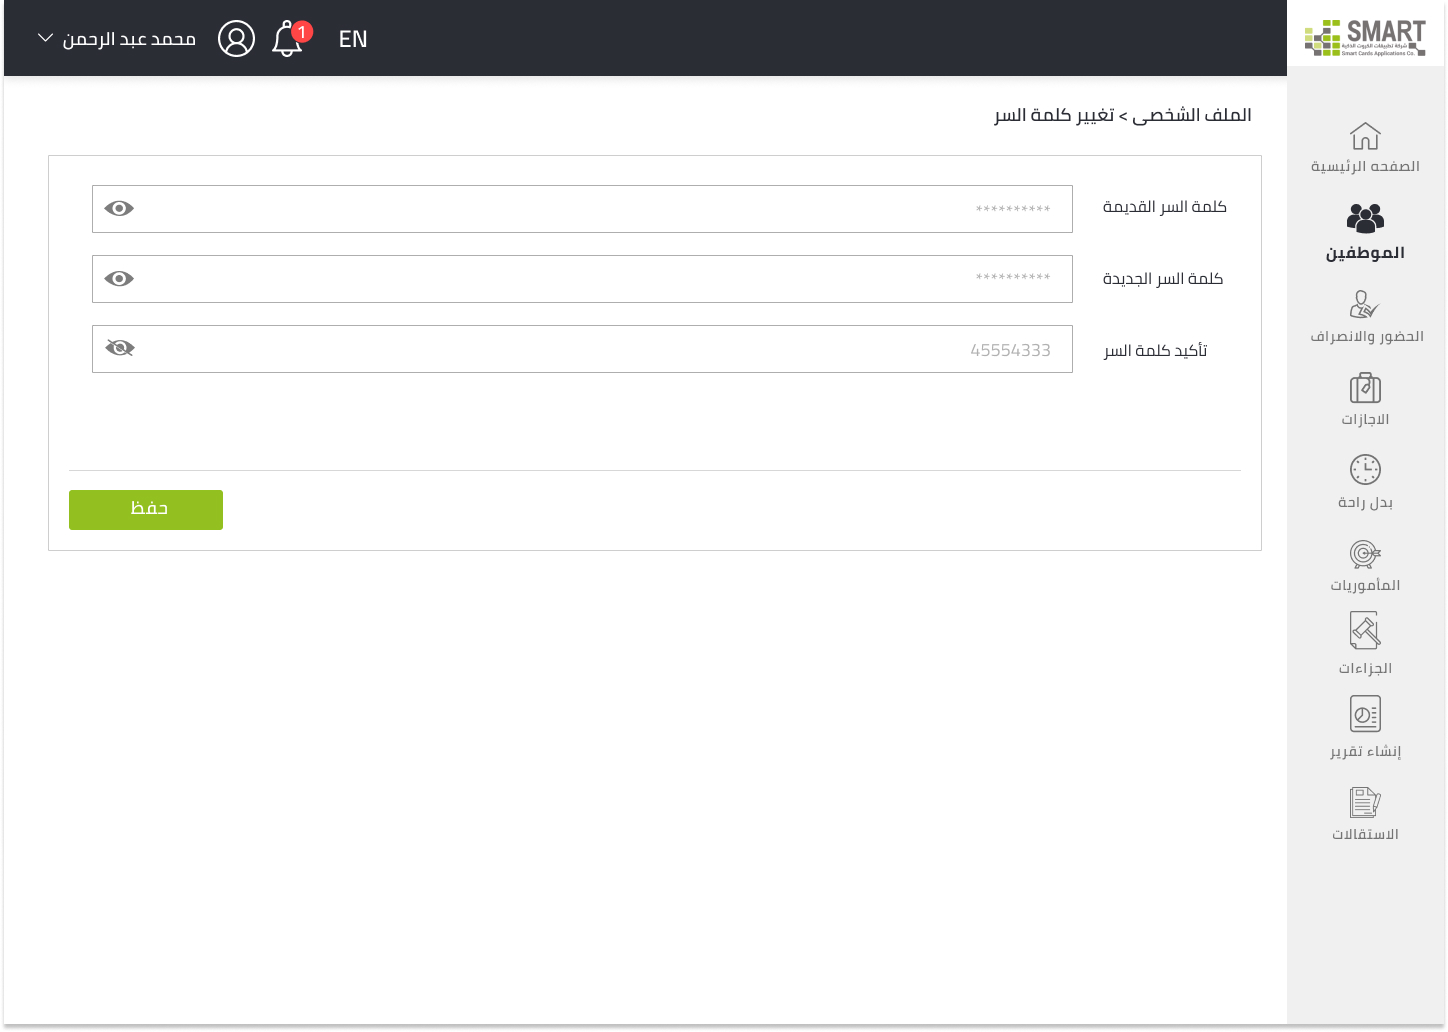 SMART
شركة تطبيقات الكروت الذكية
Smart Cards Applications Co.
EN
1
محمد عبد الرحمن
الملف الشخصى > تغيير كلمة السر
كلمة السر القديمة
**********
كلمة السر الجديدة
**********
تأكيد كلمة السر
45554333
حفظ
الصفحه الرئيسية
الموطفين
الحضور والانصراف
الاجازات
بدل راحة
المأموريات
الجزاءات
إنشاء تقرير
الاستقالات